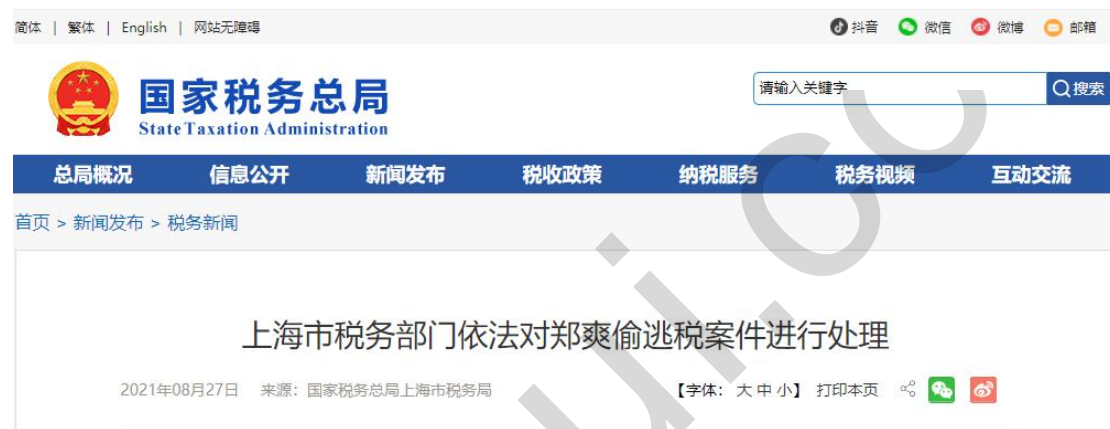 简体 | 繁体 | English | 网站无障碍 抖音 微信 微博 邮箱
国家税务总局
State Taxation Administration
请输入关键字 搜索
总局概况 信息公开 新闻发布 税收政策 纳税服务 税务视频 互动交流
首页 > 新闻发布 > 税务新闻
上海市税务部门依法对郑爽偷逃税案件进行处理
2021年08月27日 来源：国家税务总局上海市税务局 【字体：大 中 小】 打印本页